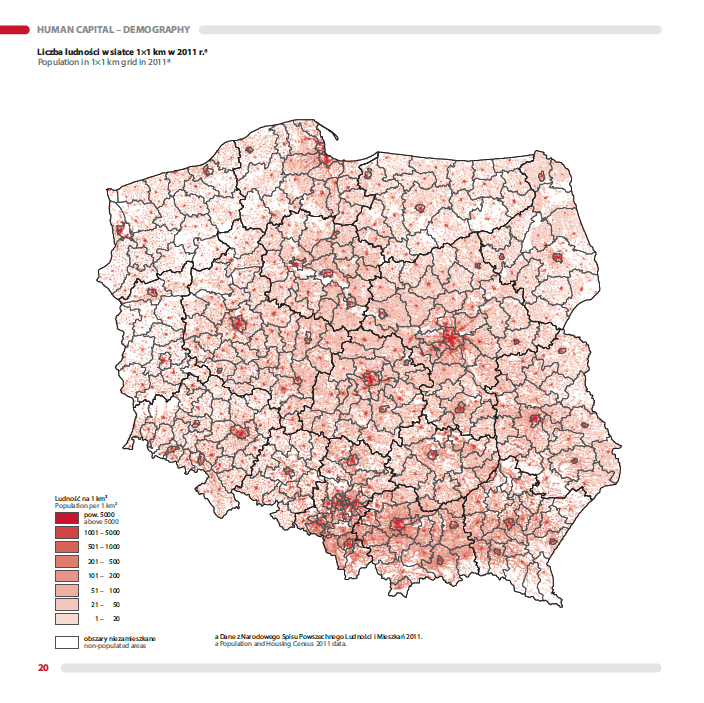 HUMAN CAPITAL – DEMOGRAPHY
Liczba ludności w siatce 1×1 km w 2011 r.ª
Population in 1×1 km grid in 2011ª
Ludność na 1 km²
Population per 1 km²
pow. 5000
above 5000
1001 – 5000
501 – 1000
201 – 500
101 – 200
51 – 100
21 – 50
1 – 20
obszary niezamieszkane
non-populated areas
a Dane z Narodowego Spisu Powszechnego Ludności i Mieszkań 2011.
a Population and Housing Census 2011 data.
20